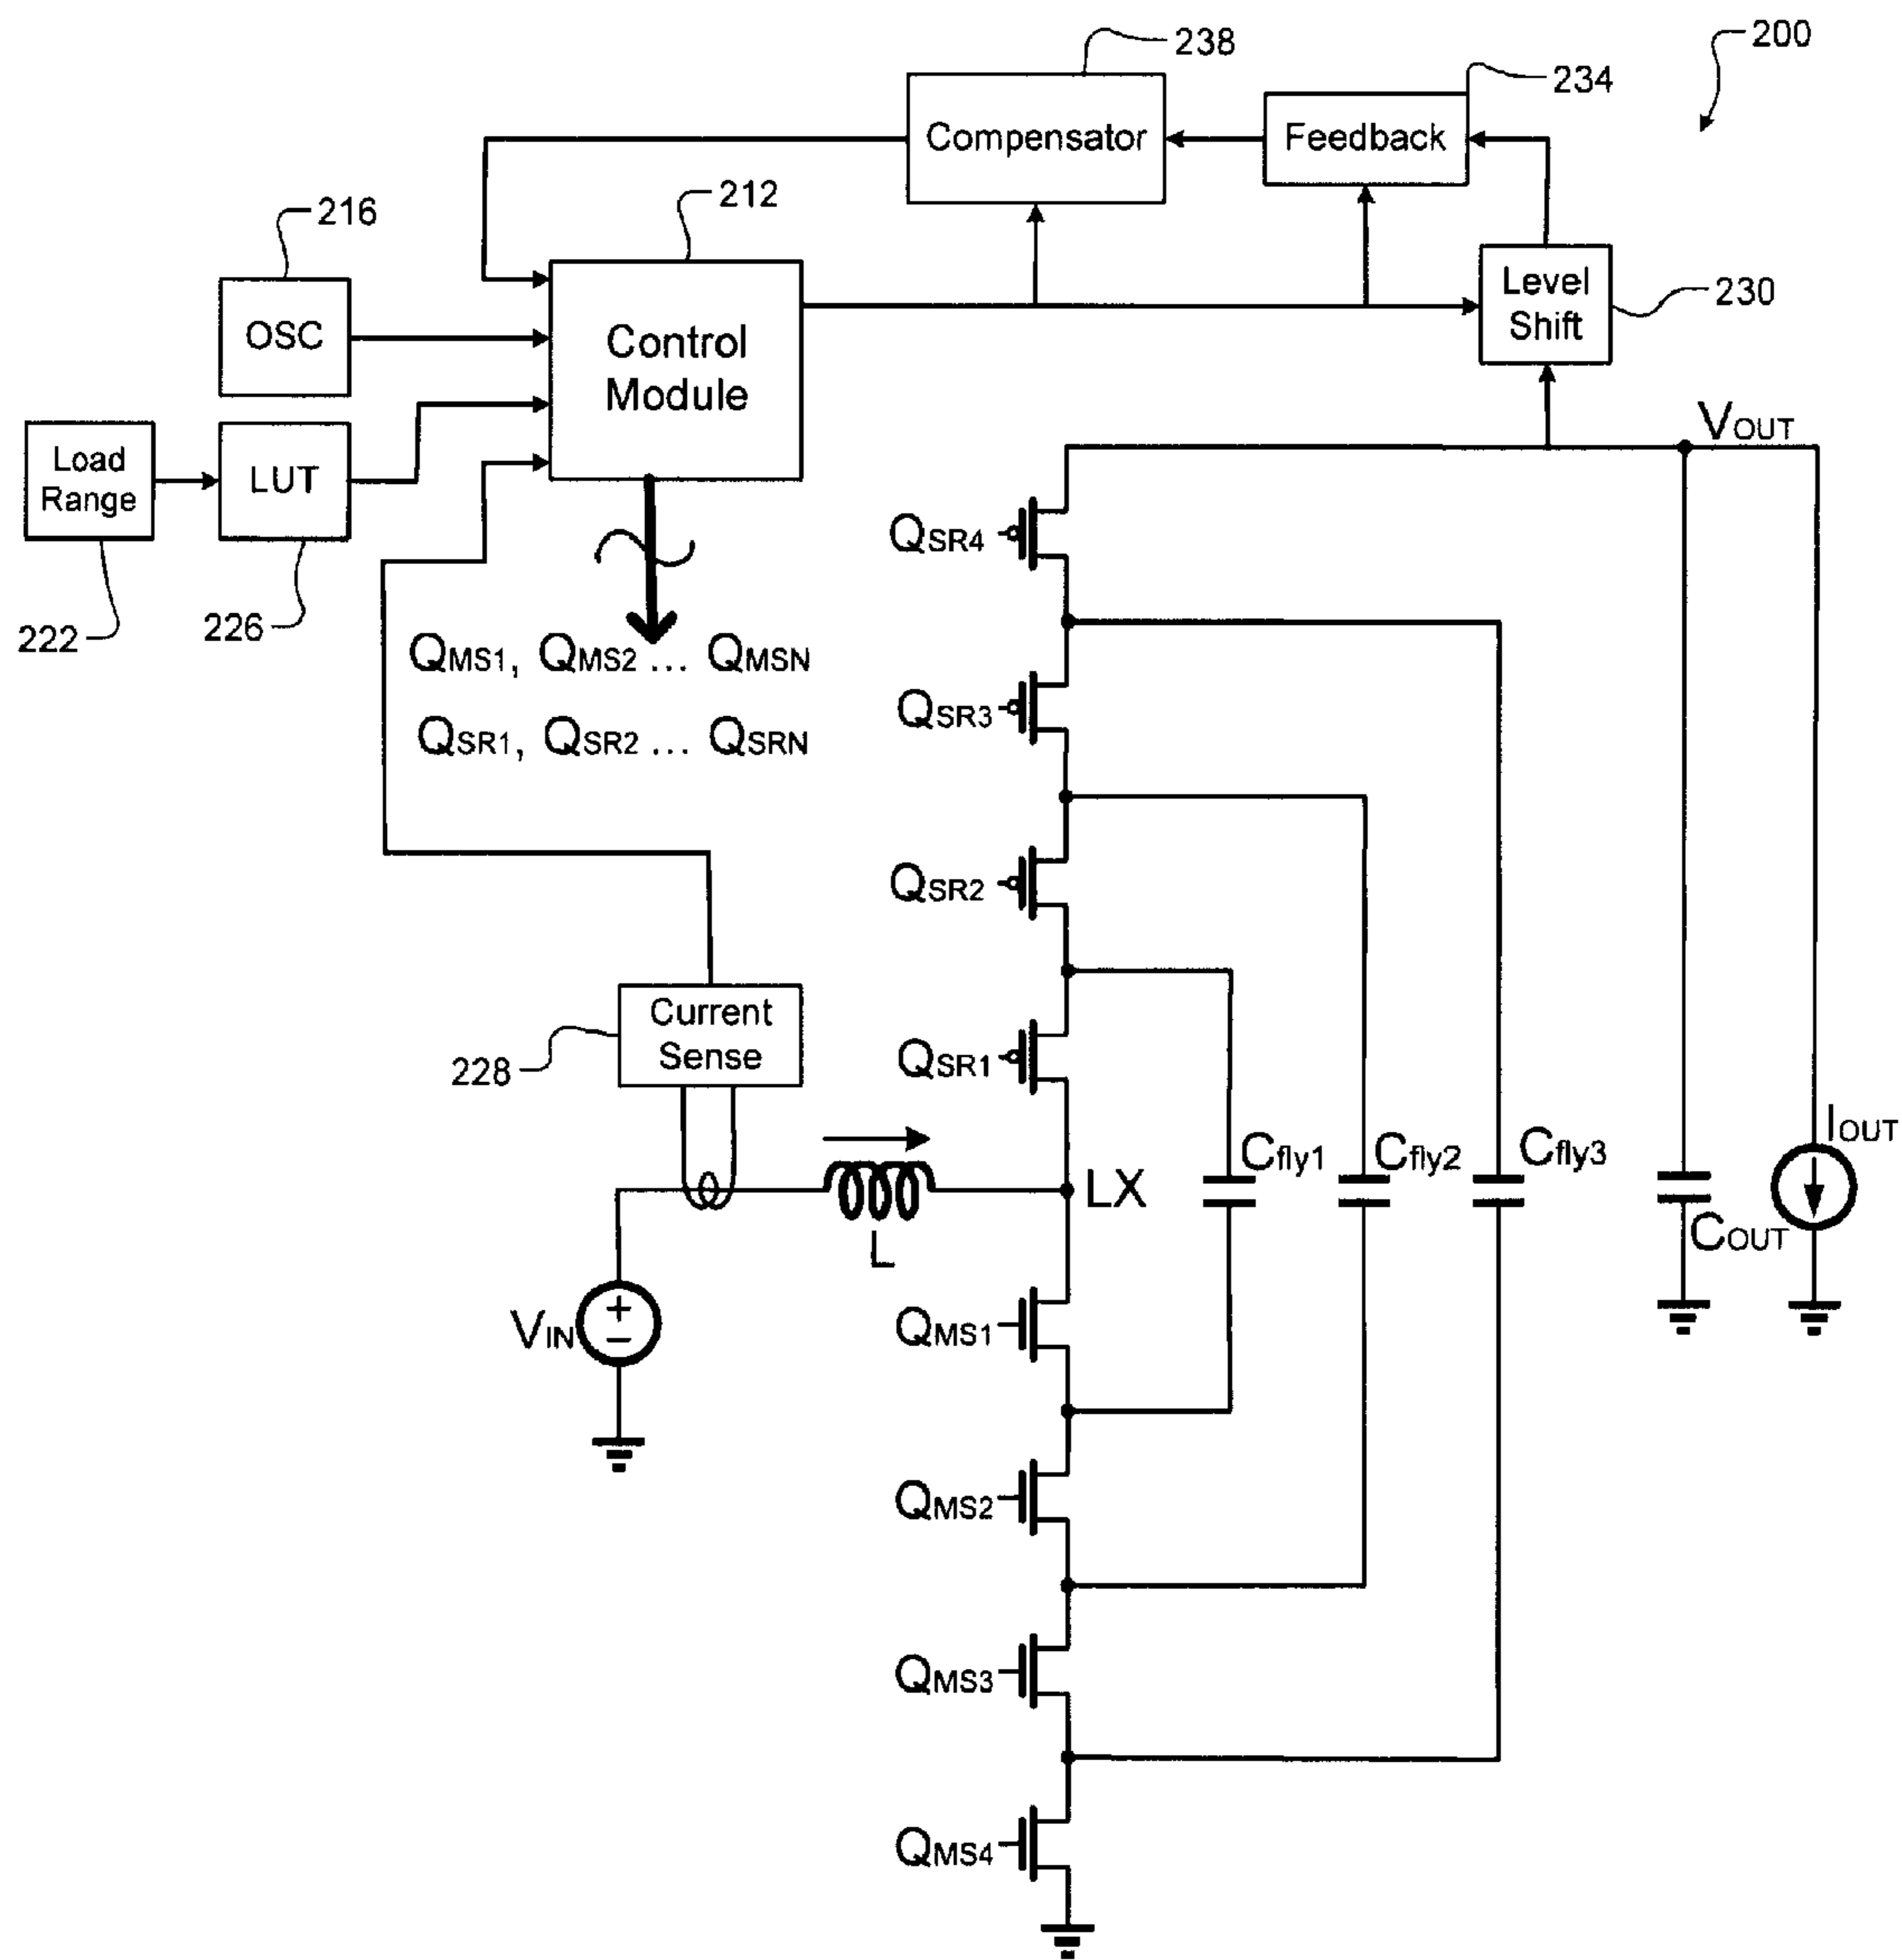 200
238
234
Compensator
Feedback
212
216
OSC
Control
Module
Level
Shift
230
Load
Range
LUT
VOUT
222
226
QMS1, QMS2 ... QMSN
QSR1, QSR2 ... QSRN
QSR4
QSR3
QSR2
QSR1
Current
Sense
228
Cfly1
Cfly2
Cfly3
IOUT
LX
L
COUT
VIN
+
−
QMS1
QMS2
QMS3
QMS4